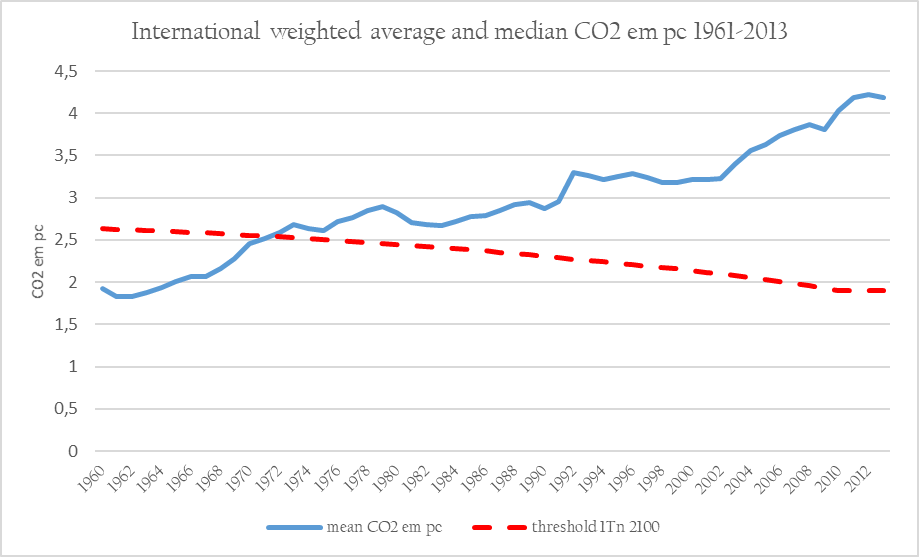 International weighted average and median CO2 em pc 1961-2013
4,5
4
3,5
3
2,5
2
1,5
1
0,5
0
CO2 em pc
1960 1962 1964 1966 1968 1970 1972 1974 1976 1978 1980 1982 1984 1986 1988 1990 1992 1994 1996 1998 2000 2002 2004 2006 2008 2010 2012
mean CO2 em pc threshold ITn 2100